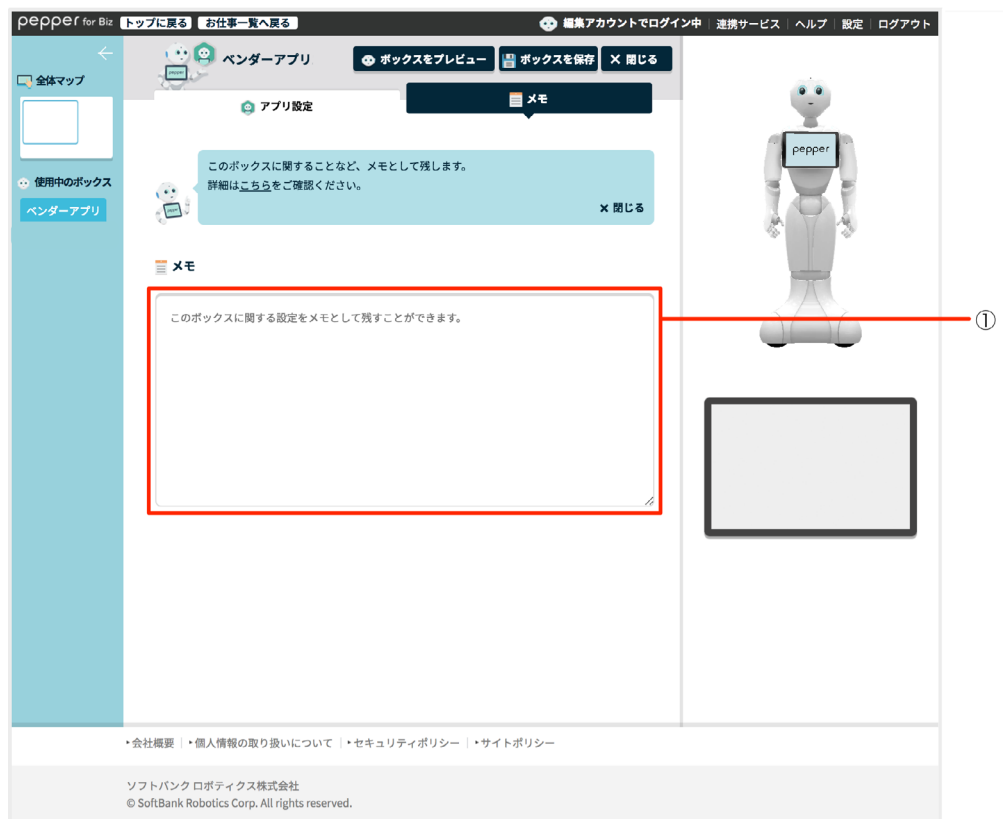 pepper for Biz トップに戻る お仕事一覧へ戻る 編集アカウントでログイン中 連携サービス ヘルプ 設定 ログアウト
全体マップ
使用中のボックス
ベンダーアプリ
ベンダーアプリ ボックスをプレビュー ボックスを保存 × 閉じる
アプリ設定 メモ
このボックスに関することなど、メモとして残します。
詳細はこちらをご確認ください。
× 閉じる
メモ
このボックスに関する設定をメモとして残すことができます。
①
pepper
・会社概要 ・個人情報の取り扱いについて ・セキュリティポリシー ・サイトポリシー
ソフトバンク ロボティクス株式会社
© SoftBank Robotics Corp. All rights reserved.